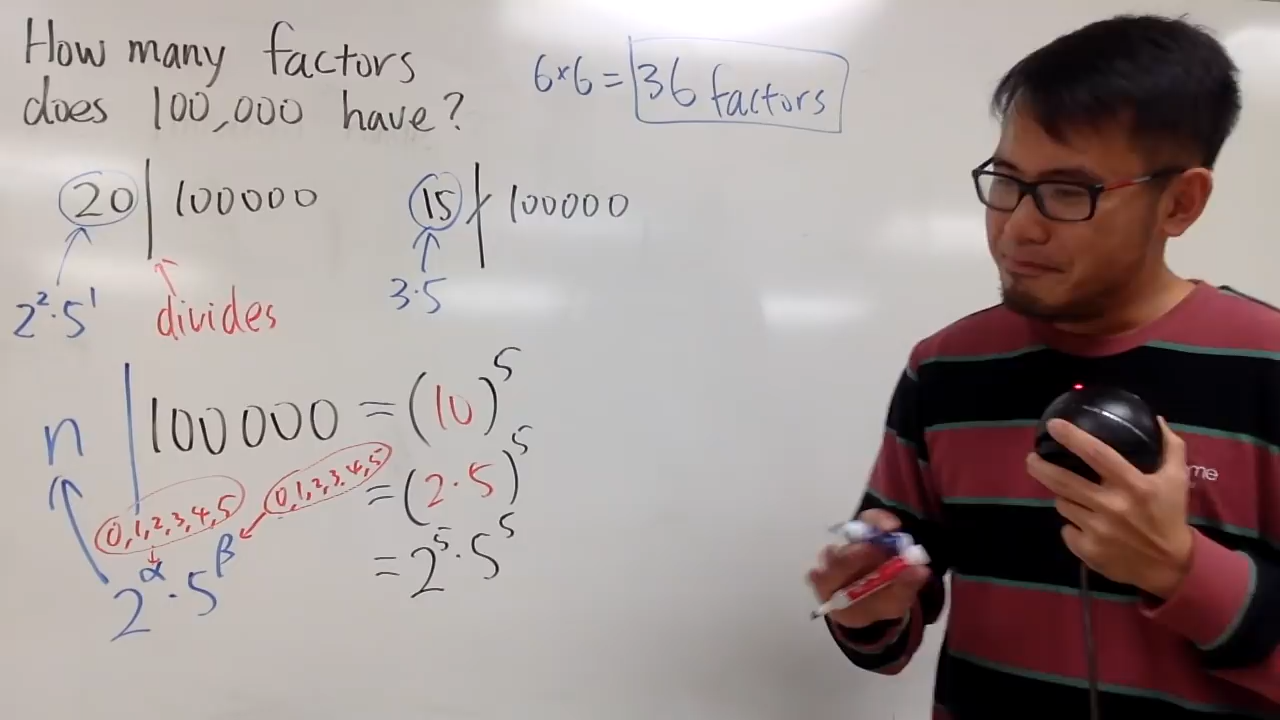 How many factors
does 100,000 have?
6×6 = 36 factors
20 | 100000
15 ∤ 100000
2²·5¹
divides
3·5
n | 100000 = (10)⁵
0,1,2,3,4,5
0,1,2,3,4,5
= (2·5)⁵
2^α·5^β
= 2⁵·5⁵
me